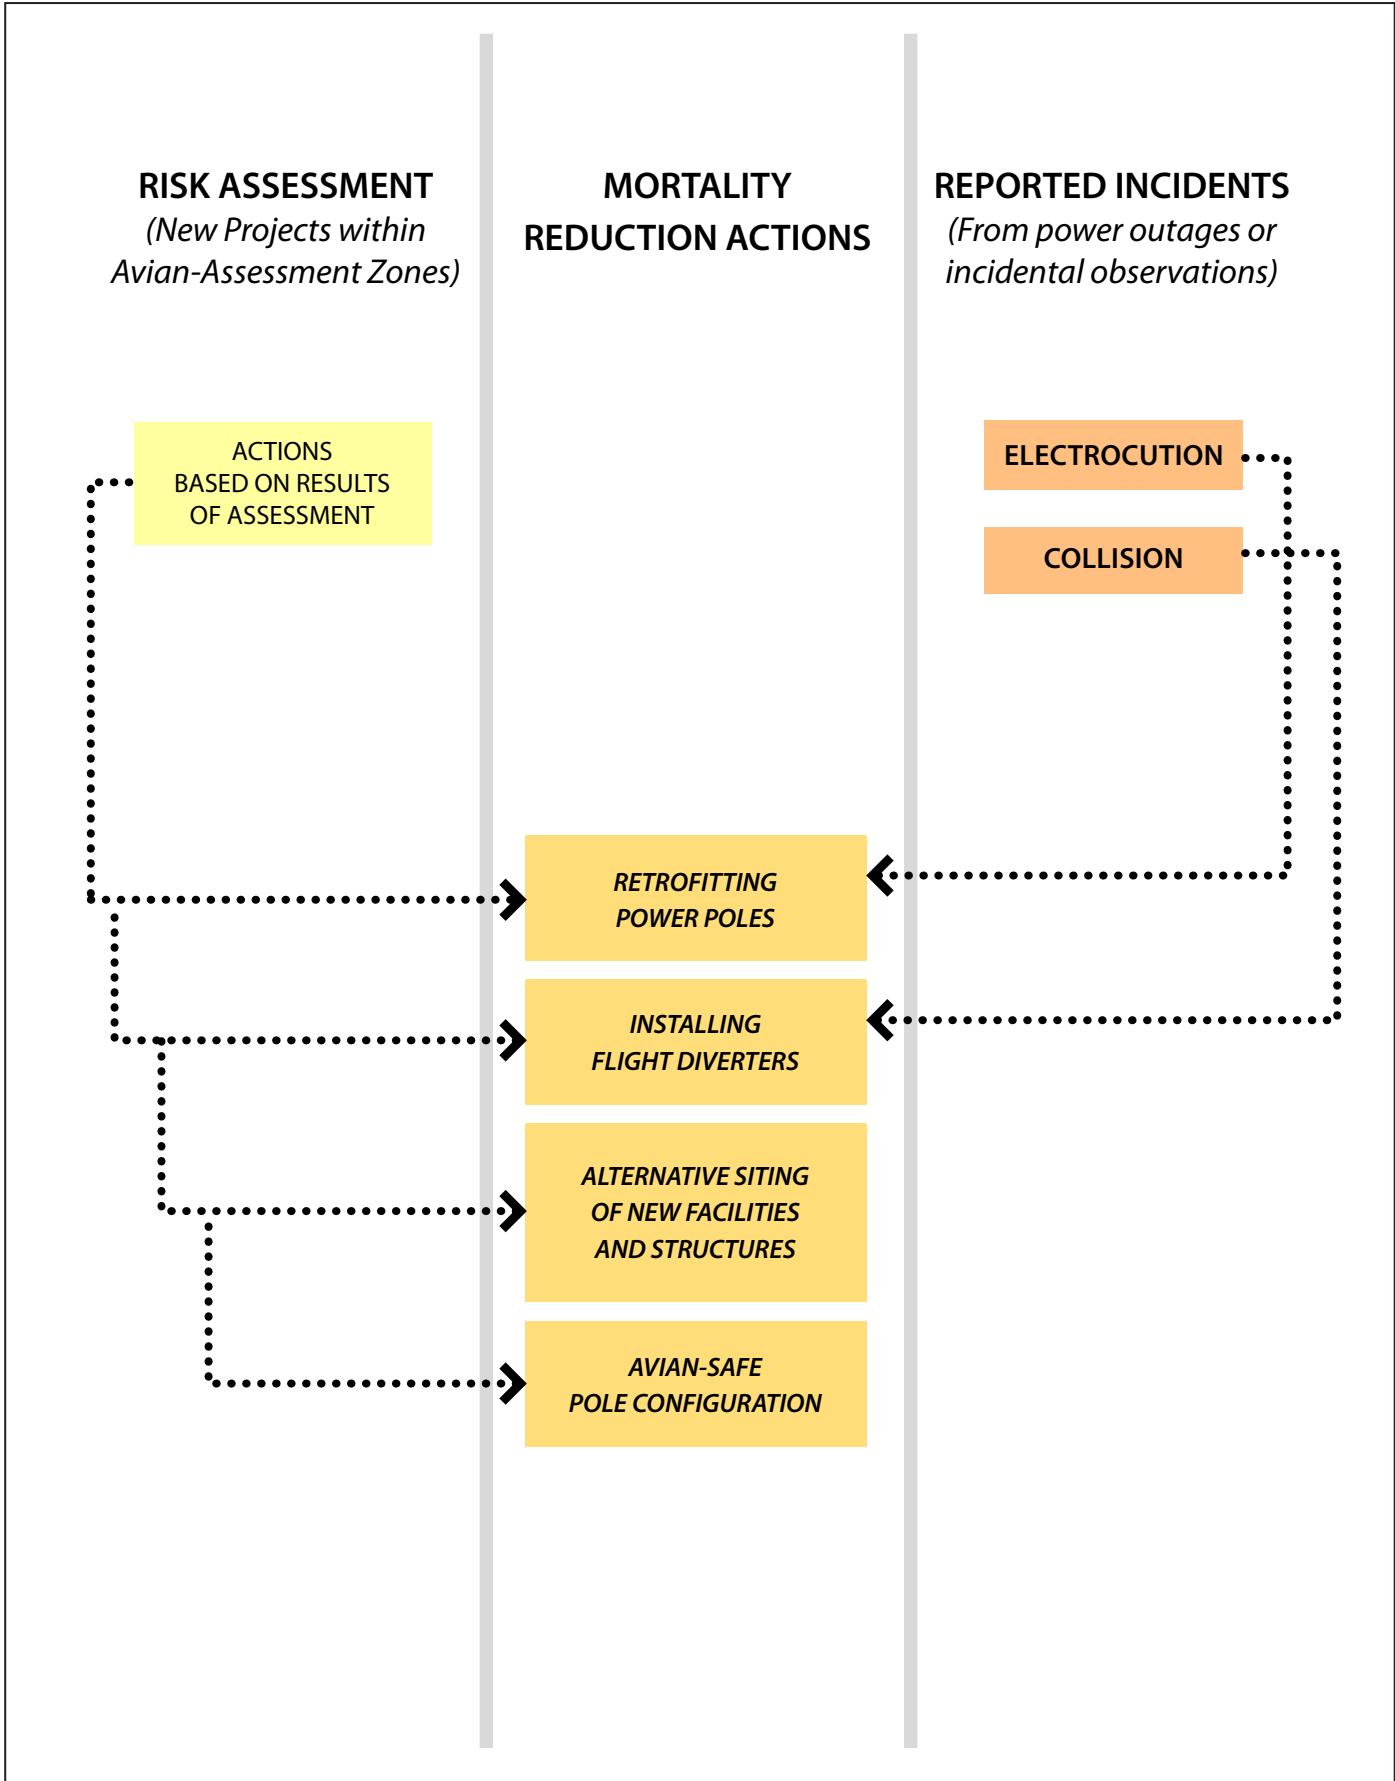 RISK ASSESSMENT
(New Projects within
Avian-Assessment Zones)
MORTALITY
REDUCTION ACTIONS
REPORTED INCIDENTS
(From power outages or
incidental observations)
ACTIONS
BASED ON RESULTS
OF ASSESSMENT
ELECTROCUTION
COLLISION
RETROFITTING
POWER POLES
INSTALLING
FLIGHT DIVERTERS
ALTERNATIVE SITING
OF NEW FACILITIES
AND STRUCTURES
AVIAN-SAFE
POLE CONFIGURATION